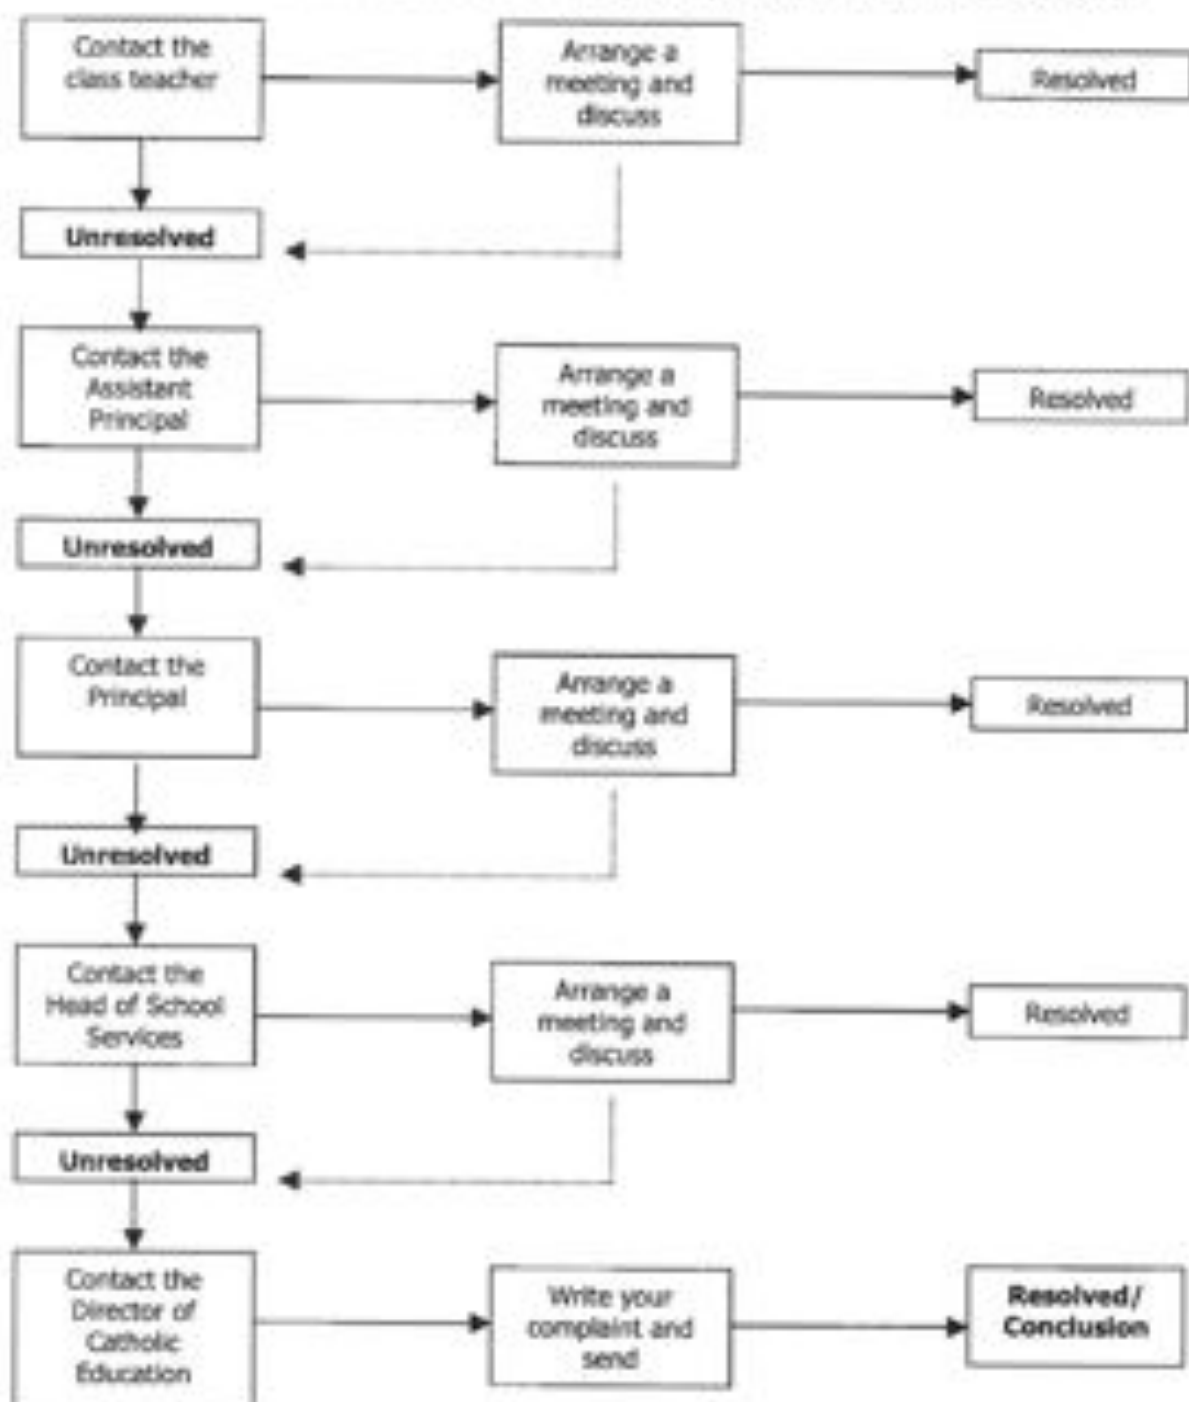 Contact the
class teacher
Arrange a
meeting and
discuss
Resolved
Unresolved
Contact the
Assistant
Principal
Arrange a
meeting and
discuss
Resolved
Unresolved
Contact the
Principal
Arrange a
meeting and
discuss
Resolved
Unresolved
Contact the
Head of School
Services
Arrange a
meeting and
discuss
Resolved
Unresolved
Contact the
Director of
Catholic
Education
Write your
complaint and
send
Resolved/
Conclusion